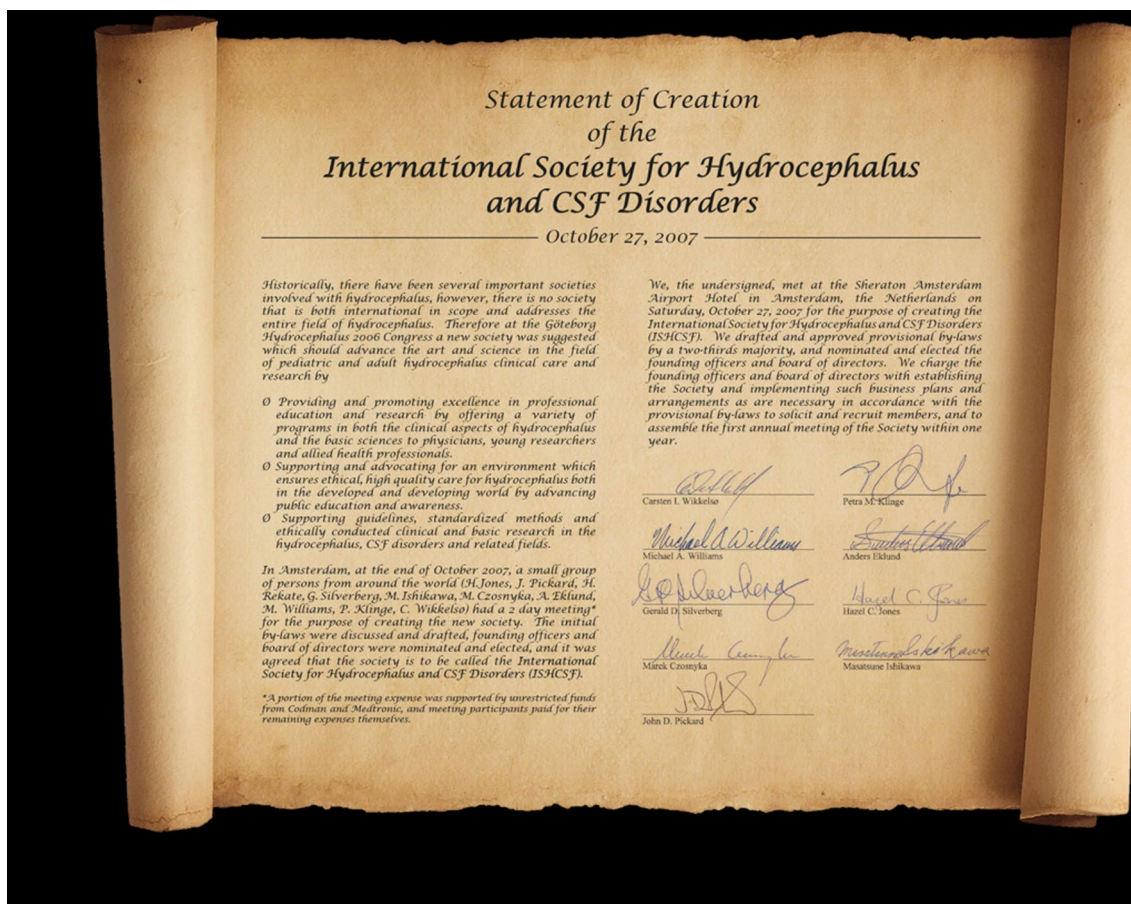 Statement of Creation
of the
International Society for Hydrocephalus
and CSF Disorders
October 27, 2007
Historically, there have been several important societies
involved with hydrocephalus, however, there is no society
that is both international in scope and addresses the
entire field of hydrocephalus. Therefore at the Göteborg
Hydrocephalus 2006 Congress a new society was suggested
which should advance the art and science in the field
of pediatric and adult hydrocephalus clinical care and
research by
Ø Providing and promoting excellence in professional
education and research by offering a variety of
programs in both the clinical aspects of hydrocephalus
and the basic sciences to physicians, young researchers
and allied health professionals.
Ø Supporting and advocating for an environment which
ensures ethical, high quality care for hydrocephalus both
in the developed and developing world by advancing
public education and awareness.
Ø Supporting guidelines, standardized methods and
ethically conducted clinical and basic research in the
hydrocephalus, CSF disorders and related fields.
In Amsterdam, at the end of October 2007, a small group
of persons from around the world (H.Jones, J. Pickard, H.
Rekate, G. Silverberg, M. Ishikawa, M. Czosnyka, A. Eklund,
M. Williams, P. Klinge, C. Wikkelso) had a 2 day meeting*
for the purpose of creating the new society. The initial
by-laws were discussed and drafted, founding officers and
board of directors were nominated and elected, and it was
agreed that the society is to be called the International
Society for Hydrocephalus and CSF Disorders (ISHCSF).
*A portion of the meeting expense was supported by unrestricted funds
from Codman and Medtronic, and meeting participants paid for their
remaining expenses themselves.
We, the undersigned, met at the Sheraton Amsterdam
Airport Hotel in Amsterdam, the Netherlands on
Saturday, October 27, 2007 for the purpose of creating the
International Society for Hydrocephalus and CSF Disorders
(ISHCSF). We drafted and approved provisional by-laws
by a two-thirds majority, and nominated and elected the
founding officers and board of directors. We charge the
founding officers and board of directors with establishing
the Society and implementing such business plans and
arrangements as are necessary in accordance with the
provisional by-laws to solicit and recruit members, and to
assemble the first annual meeting of the Society within one
year.
Carsten I. Wikkelsø
Petra M. Klinge
Michael A Williams
Michael A. Williams
Anders Eklund
Gerald D. Silverberg
Hazel C. Jones
Hazel C. Jones
Marek Czosnyka
Masatsune Ishikawa
John D. Pickard